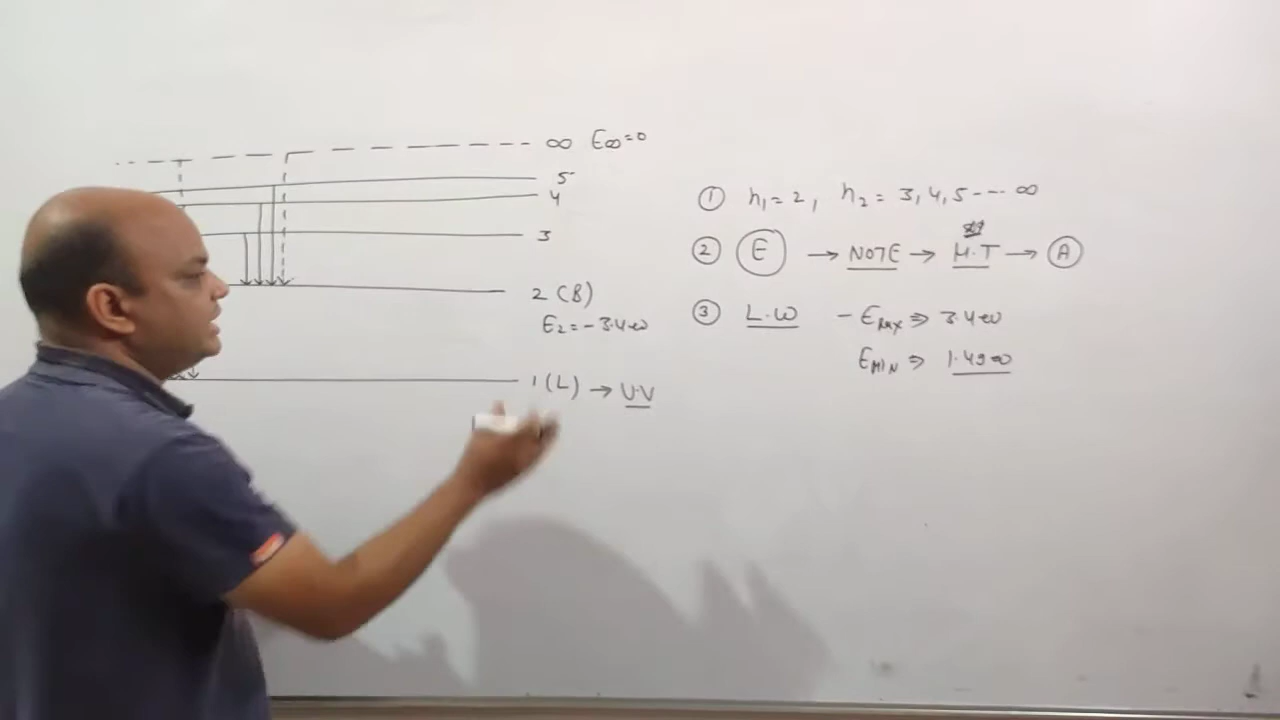 ∞ E∞=0
5
4
3
2 (B)
E₂=-3.4ev
1 (L) → U.V
① n₁=2, n₂=3,4,5---∞
② E → NOTE → M.T → A
③ L.W - EMAX ⇒ 3.4ev
EMIN ⇒ 1.49ev